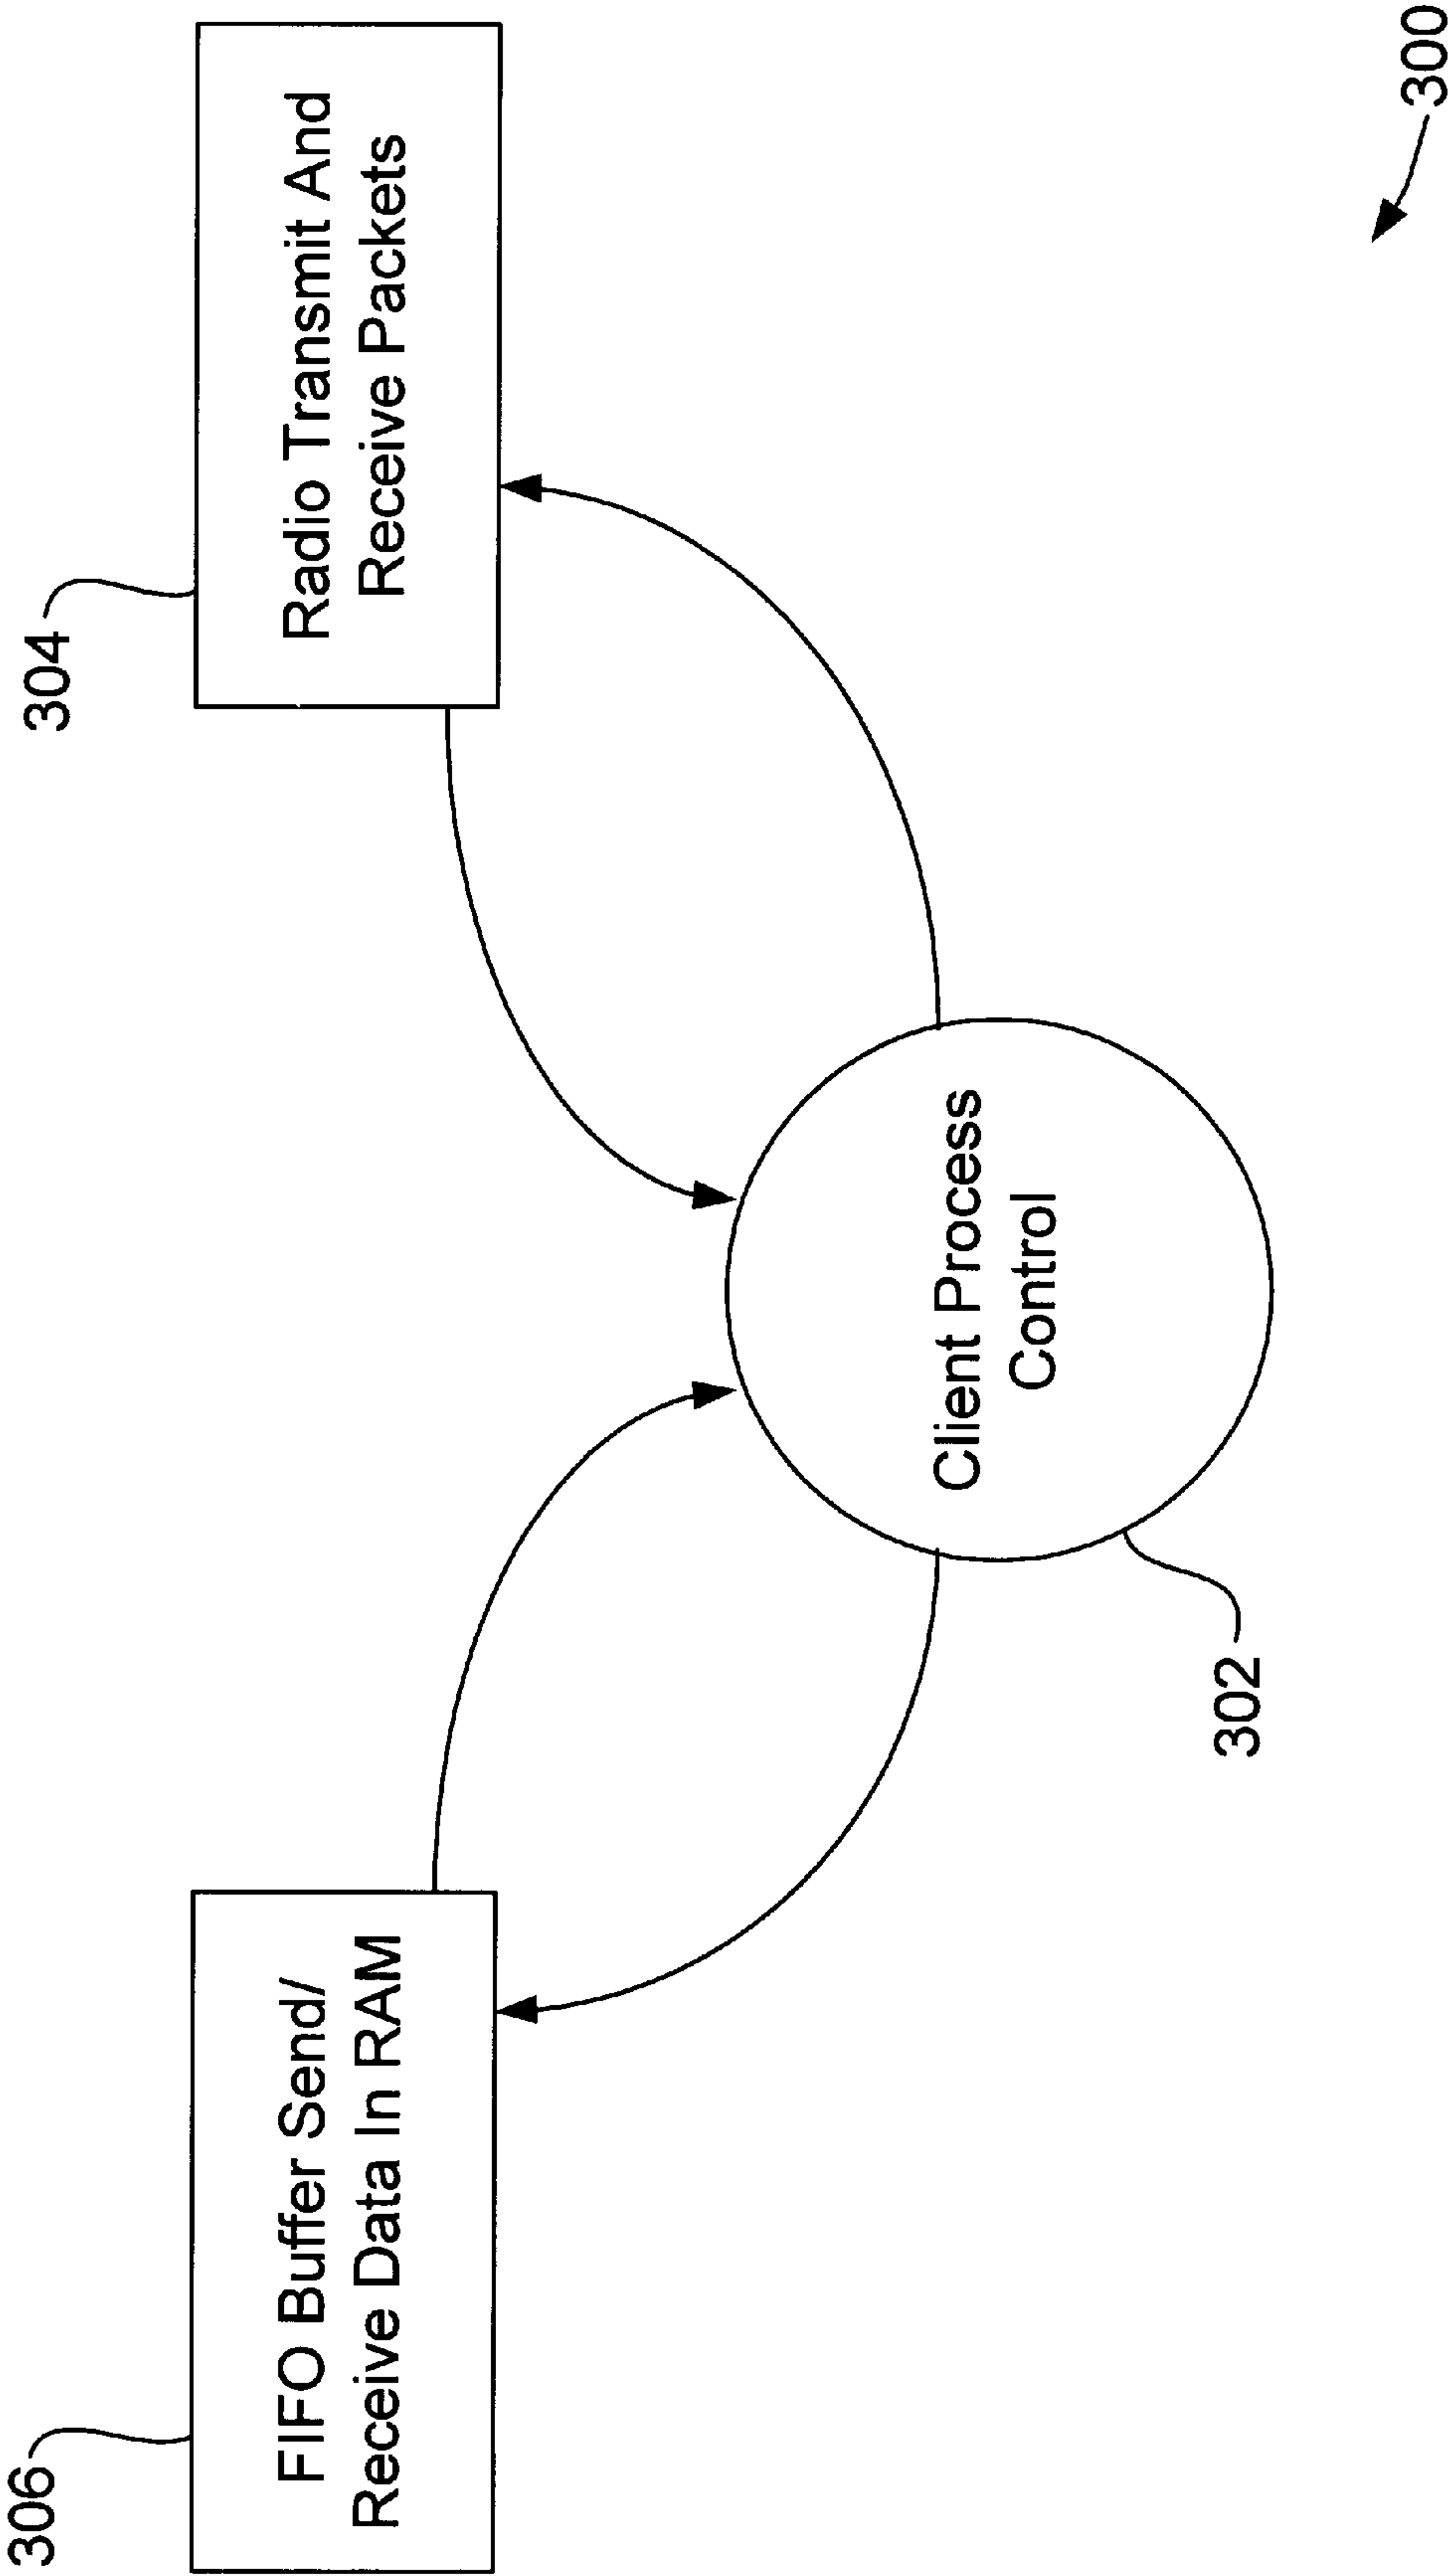 306
FIFO Buffer Send/
Receive Data In RAM
304
Radio Transmit And
Receive Packets
Client Process
Control
302
300